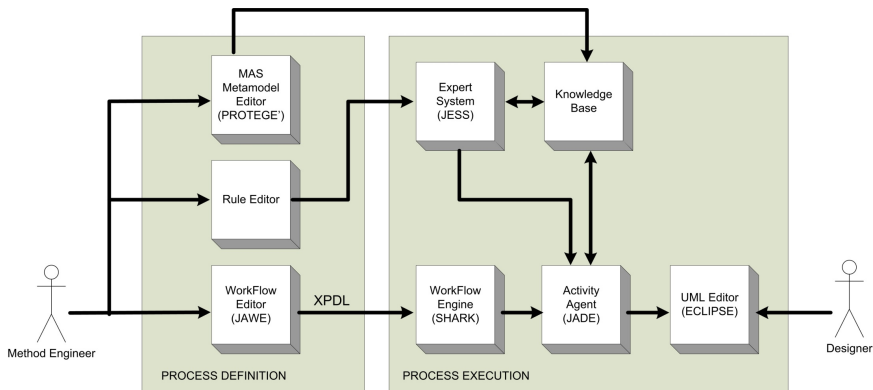 MAS
Metamodel
Editor
(PROTEGE')
Expert
System
(JESS)
Knowledge
Base
Rule Editor
WorkFlow
Editor
(JAWE)
XPDL
WorkFlow
Engine
(SHARK)
Activity
Agent
(JADE)
UML Editor
(ECLIPSE)
Method Engineer
Designer
PROCESS DEFINITION
PROCESS EXECUTION